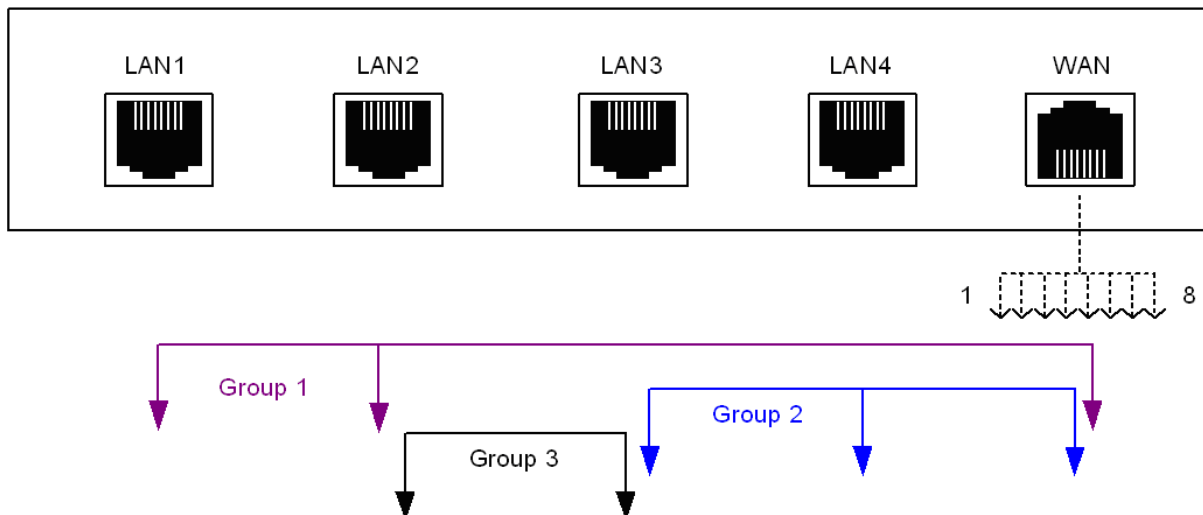 LAN1 LAN2 LAN3 LAN4 WAN
1 8
Group 1
Group 2
Group 3